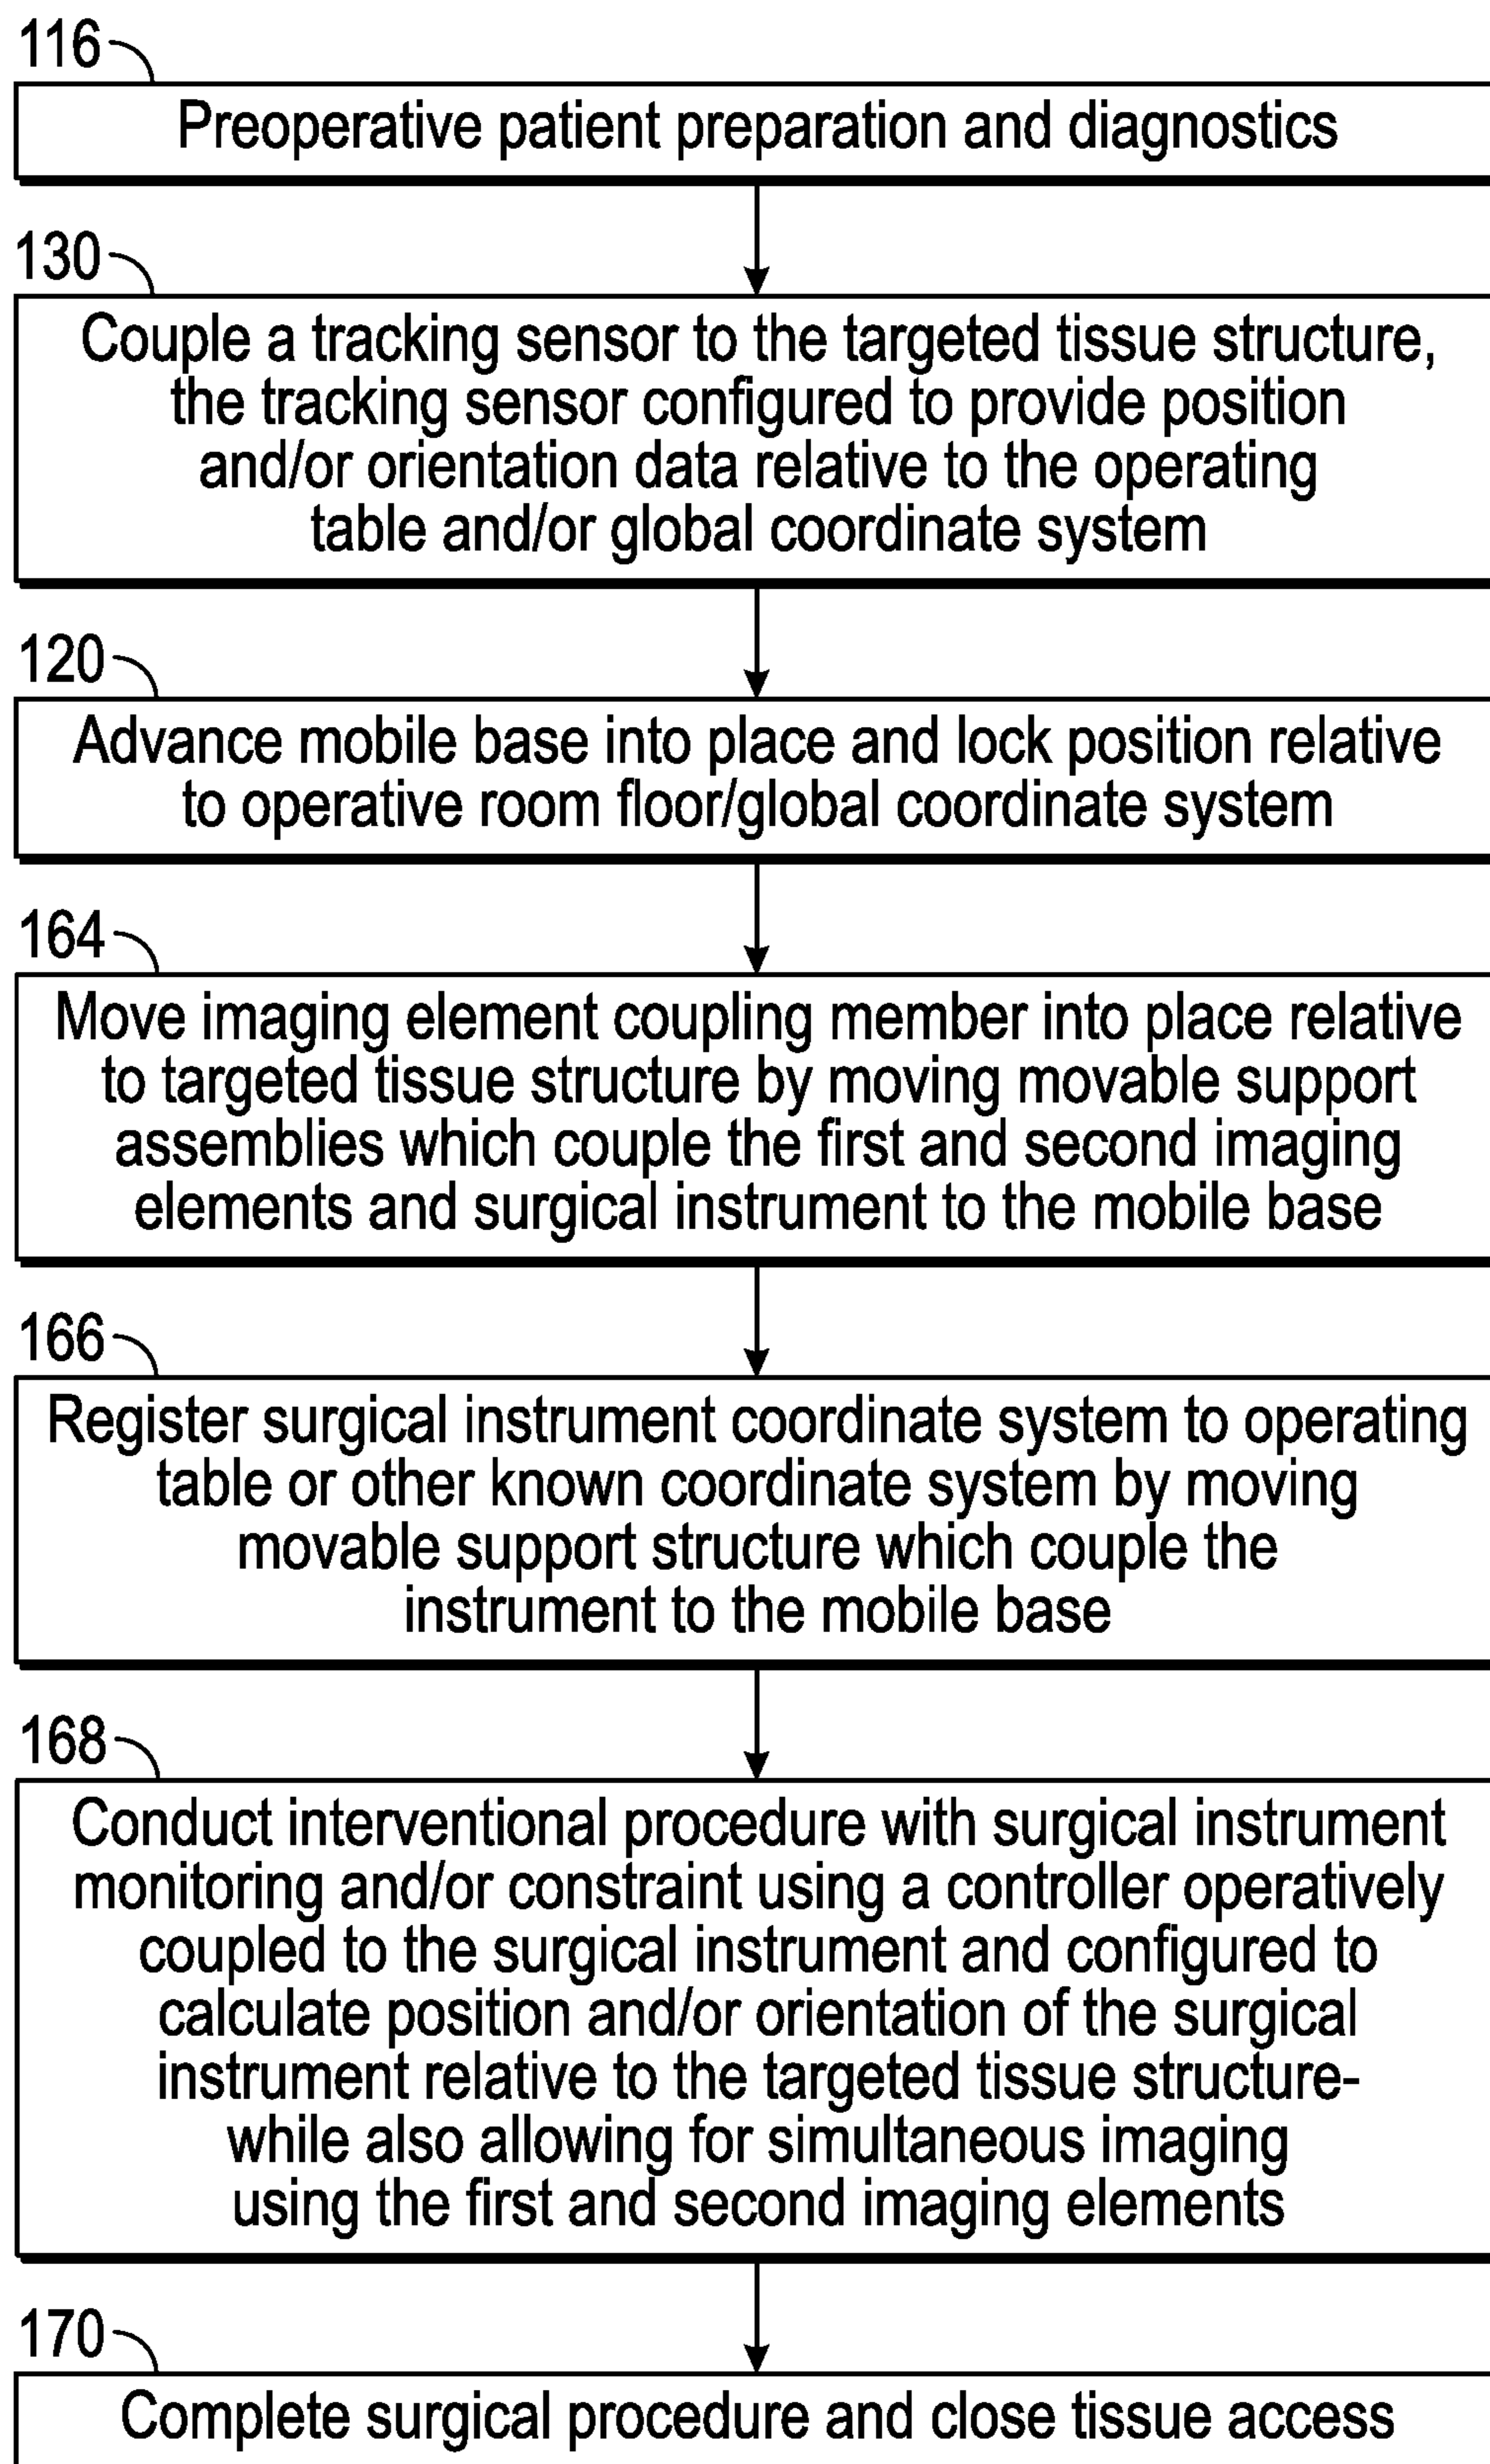 116
Preoperative patient preparation and diagnostics
130
Couple a tracking sensor to the targeted tissue structure,
the tracking sensor configured to provide position
and/or orientation data relative to the operating
table and/or global coordinate system
120
Advance mobile base into place and lock position relative
to operative room floor/global coordinate system
164
Move imaging element coupling member into place relative
to targeted tissue structure by moving movable support
assemblies which couple the first and second imaging
elements and surgical instrument to the mobile base
166
Register surgical instrument coordinate system to operating
table or other known coordinate system by moving
movable support structure which couple the
instrument to the mobile base
168
Conduct interventional procedure with surgical instrument
monitoring and/or constraint using a controller operatively
coupled to the surgical instrument and configured to
calculate position and/or orientation of the surgical
instrument relative to the targeted tissue structure-
while also allowing for simultaneous imaging
using the first and second imaging elements
170
Complete surgical procedure and close tissue access